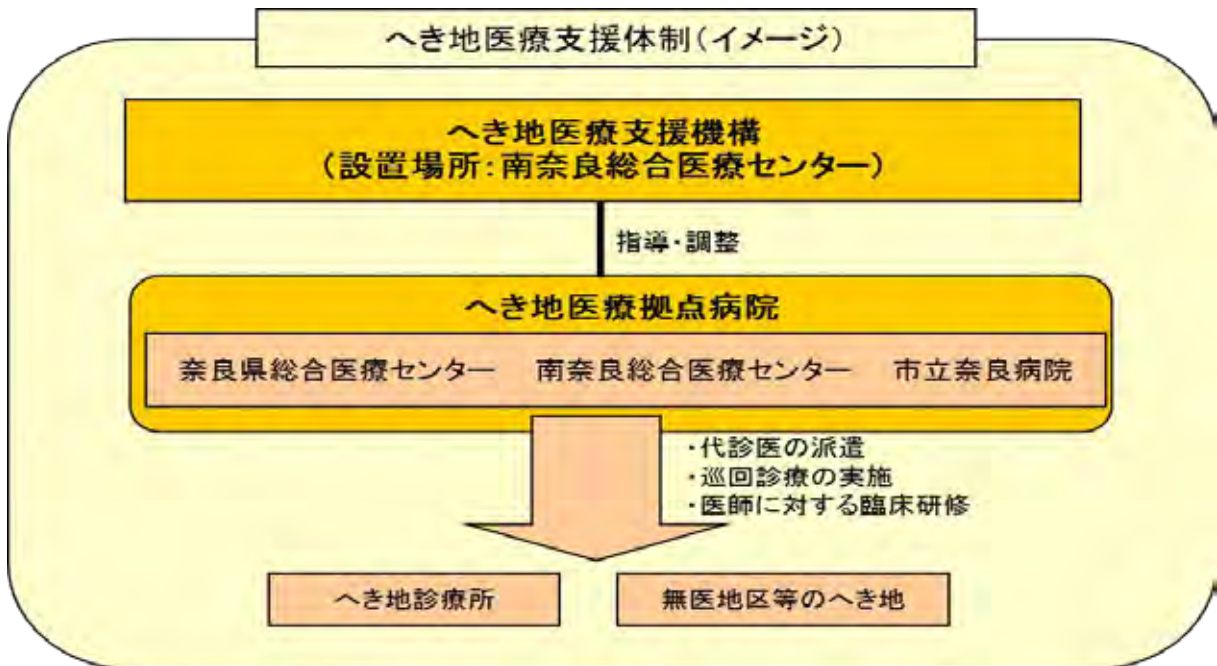 へき地医療支援体制(イメージ)
へき地医療支援機構
(設置場所:南奈良総合医療センター)
指導・調整
へき地医療拠点病院
奈良県総合医療センター 南奈良総合医療センター 市立奈良病院
・代診医の派遣
・巡回診療の実施
・医師に対する臨床研修
へき地診療所 無医地区等のへき地